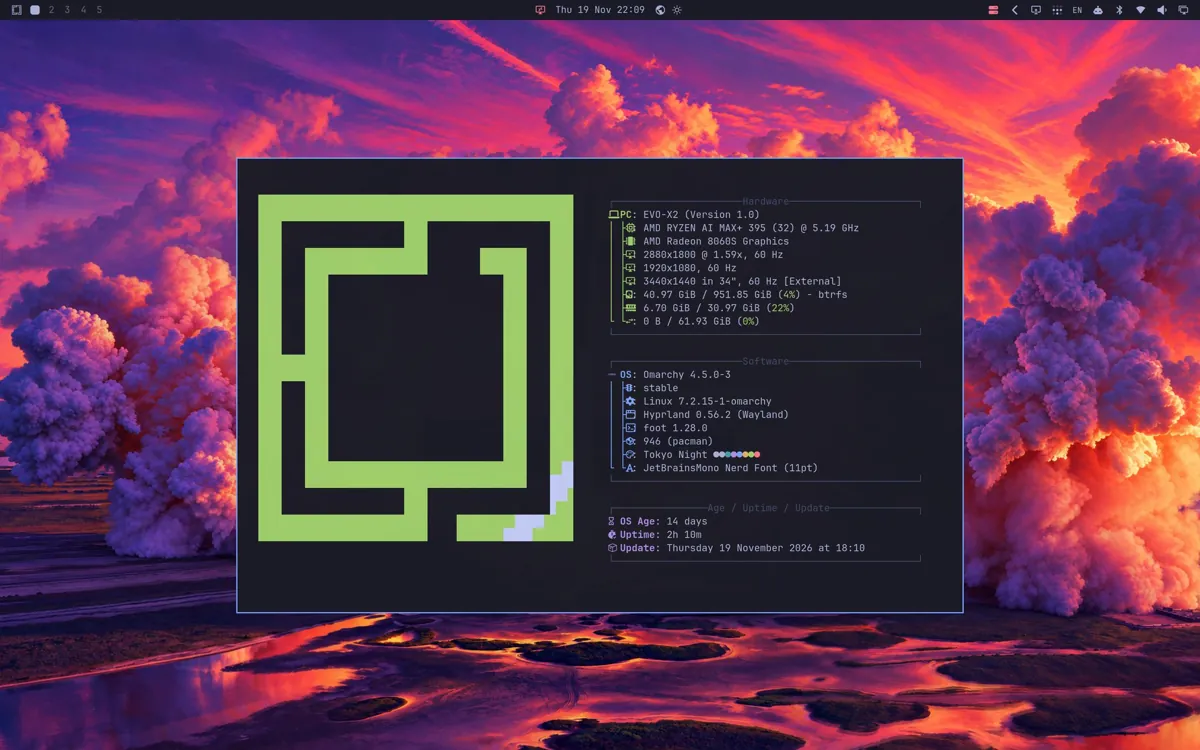 2 3 4 5
Thu 19 Nov 22:09
EN
Hardware
PC: EVO-X2 (Version 1.0)
AMD RYZEN AI MAX+ 395 (32) @ 5.19 GHz
AMD Radeon 8060S Graphics
2880x1800 @ 1.59x, 60 Hz
1920x1080, 60 Hz
3440x1440 in 34", 60 Hz [External]
: 40.97 GiB / 951.85 GiB (4%) - btrfs
6.70 GiB / 30.97 GiB (22%)
: 0 B / 61.93 GiB (0%)
Software
OS: Omarchy 4.5.0-3
: stable
Linux 7.2.15-1-omarchy
Hyprland 0.56.2 (Wayland)
foot 1.28.0
946 (pacman)
Tokyo Night
A: JetBrainsMono Nerd Font (11pt)
Age / Uptime / Update
OS Age: 14 days
Uptime: 2h 10m
Update: Thursday 19 November 2026 at 18:10